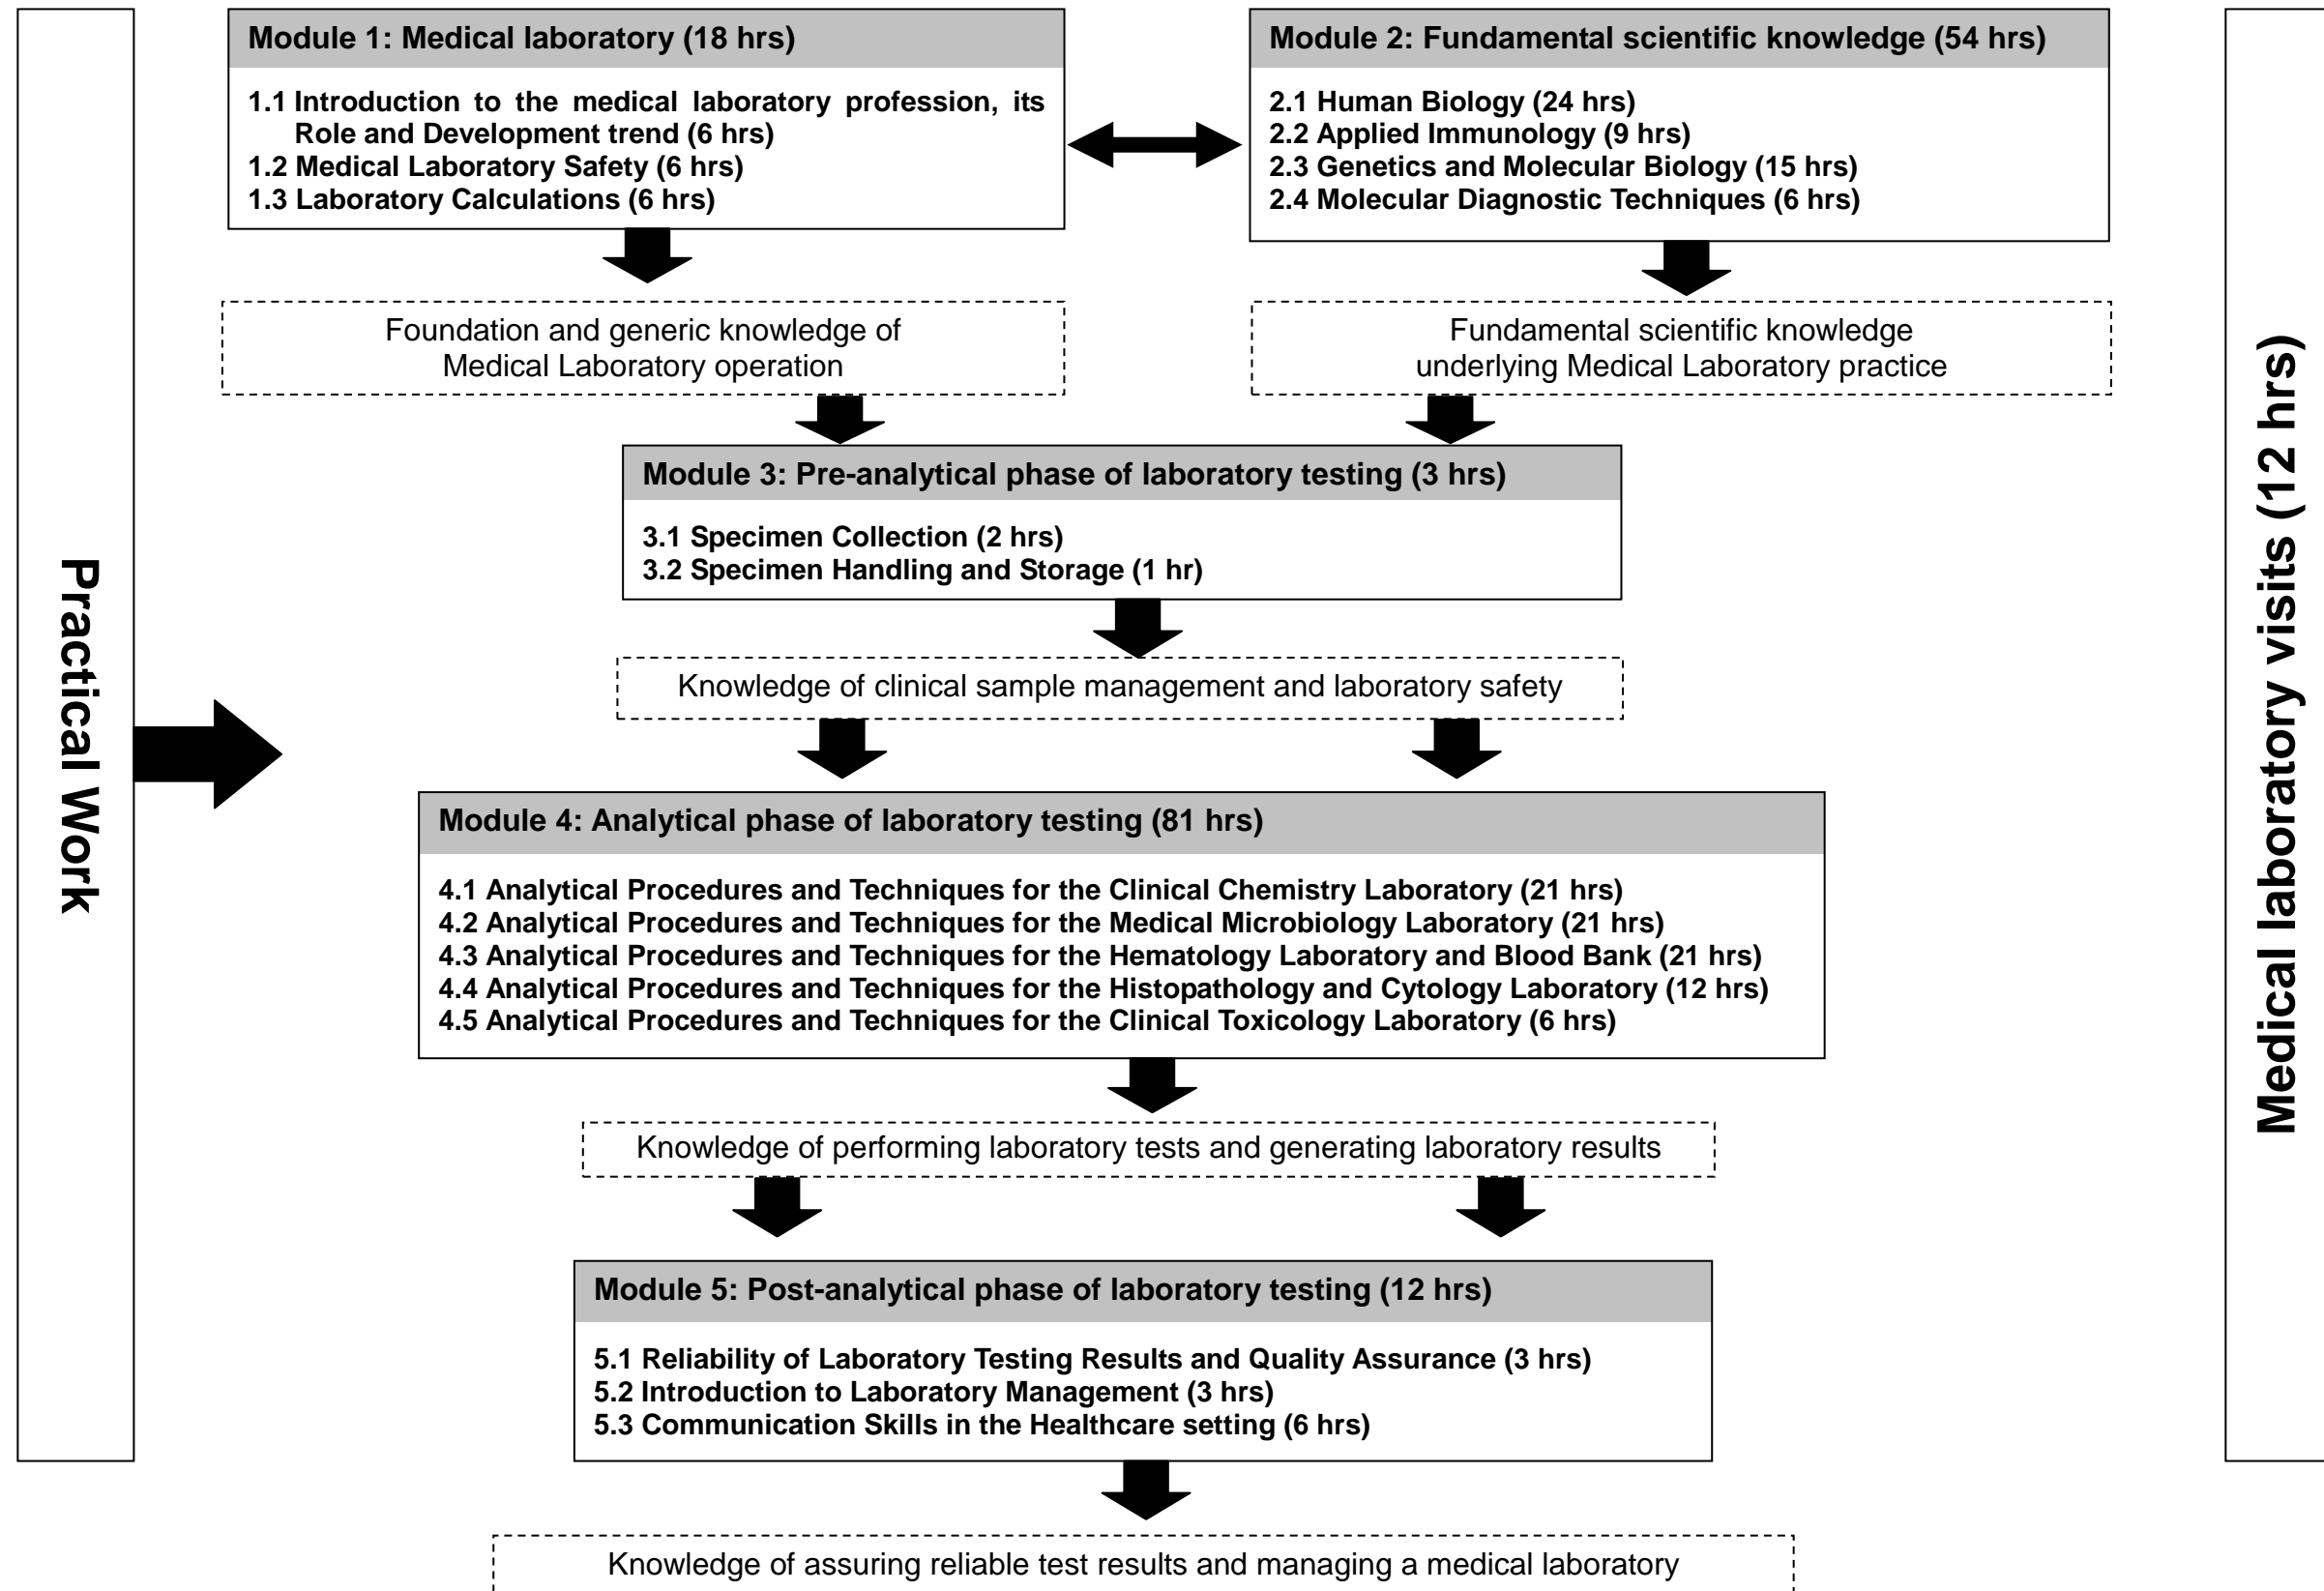 Module 1: Medical laboratory (18 hrs)
1.1 Introduction to the medical laboratory profession, its
Role and Development trend (6 hrs)
1.2 Medical Laboratory Safety (6 hrs)
1.3 Laboratory Calculations (6 hrs)
Module 2: Fundamental scientific knowledge (54 hrs)
2.1 Human Biology (24 hrs)
2.2 Applied Immunology (9 hrs)
2.3 Genetics and Molecular Biology (15 hrs)
2.4 Molecular Diagnostic Techniques (6 hrs)
Foundation and generic knowledge of
Medical Laboratory operation
Fundamental scientific knowledge
underlying Medical Laboratory practice
Module 3: Pre-analytical phase of laboratory testing (3 hrs)
3.1 Specimen Collection (2 hrs)
3.2 Specimen Handling and Storage (1 hr)
Knowledge of clinical sample management and laboratory safety
Practical Work
Medical laboratory visits (12 hrs)
Module 4: Analytical phase of laboratory testing (81 hrs)
4.1 Analytical Procedures and Techniques for the Clinical Chemistry Laboratory (21 hrs)
4.2 Analytical Procedures and Techniques for the Medical Microbiology Laboratory (21 hrs)
4.3 Analytical Procedures and Techniques for the Hematology Laboratory and Blood Bank (21 hrs)
4.4 Analytical Procedures and Techniques for the Histopathology and Cytology Laboratory (12 hrs)
4.5 Analytical Procedures and Techniques for the Clinical Toxicology Laboratory (6 hrs)
Knowledge of performing laboratory tests and generating laboratory results
Module 5: Post-analytical phase of laboratory testing (12 hrs)
5.1 Reliability of Laboratory Testing Results and Quality Assurance (3 hrs)
5.2 Introduction to Laboratory Management (3 hrs)
5.3 Communication Skills in the Healthcare setting (6 hrs)
Knowledge of assuring reliable test results and managing a medical laboratory